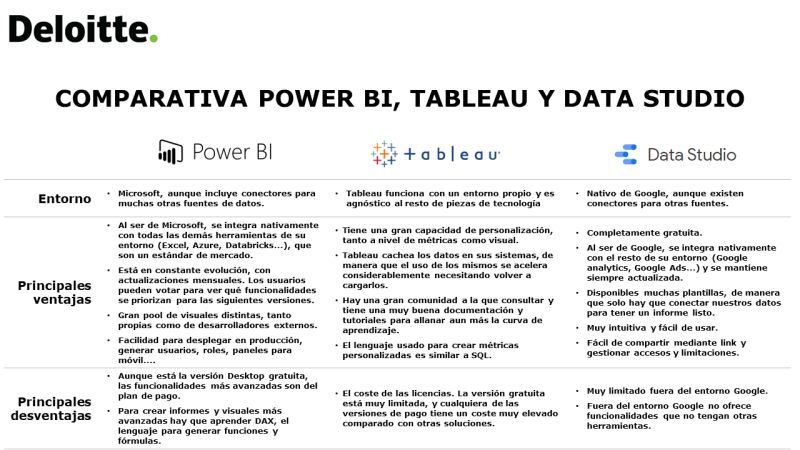 Deloitte.
COMPARATIVA POWER BI, TABLEAU Y DATA STUDIO
Power BI
+ a b l e a u
Data Studio
Entorno
• Microsoft, aunque incluye conectores para
muchas otras fuentes de datos.
• Tableau funciona con un entorno propio y es
agnóstico al resto de piezas de tecnología
• Nativo de Google, aunque existen
conectores para otras fuentes.
Principales
ventajas
• Al ser de Microsoft, se integra nativamente
con todas las demás herramientas de su
entorno (Excel, Azure, Databricks...), que
son un estándar de mercado.
• Está en constante evolución, con
actualizaciones mensuales. Los usuarios
pueden votar para ver qué funcionalidades
se priorizan para las siguientes versiones.
• Gran pool de visuales distintas, tanto
propias como de desarrolladores externos.
• Facilidad para desplegar en producción,
generar usuarios, roles, paneles para
móvil....
• Tiene una gran capacidad de personalización,
tanto a nivel de métricas como visual.
• Tableau cachea los datos en sus sistemas, de
manera que el uso de los mismos se acelera
considerablemente necesitando volver a
cargarlos.
• Hay una gran comunidad a la que consultar y
tiene una muy buena documentación y
tutoriales para allanar aun más la curva de
aprendizaje.
• El lenguaje usado para crear métricas
personalizadas es similar a SQL.
• Completamente gratuita.
• Al ser de Google, se integra nativamente
con el resto de su entorno (Google
analytics, Google Ads...) y se mantiene
siempre actualizada.
• Disponibles muchas plantillas, de manera
que solo hay que conectar nuestros datos
para tener un informe listo.
• Muy intuitiva y fácil de usar.
• Fácil de compartir mediante link y
gestionar accesos y limitaciones.
Principales
desventajas
• Aunque está la versión Desktop gratuita,
las funcionalidades más avanzadas son del
plan de pago.
• Para crear informes y visuales más
avanzadas hay que aprender DAX, el
lenguaje para generar funciones y
fórmulas.
• El coste de las licencias. La versión gratuita
está muy limitada, y cualquiera de las
versiones de pago tiene un coste muy elevado
comparado con otras soluciones.
• Muy limitado fuera del entorno Google.
• Fuera del entorno Google no ofrece
funcionalidades que no tengan otras
herramientas.